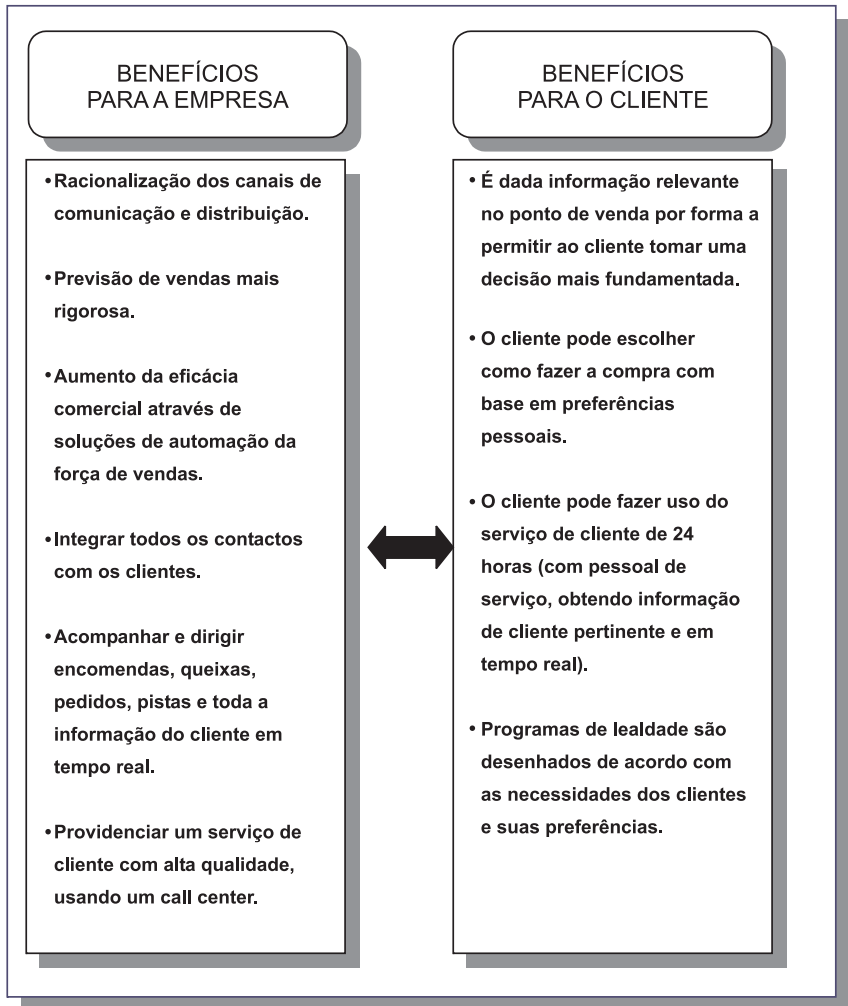 BENEFÍCIOS
PARA A EMPRESA
•Racionalização dos canais de
comunicação e distribuição.
•Previsão de vendas mais
rigorosa.
•Aumento da eficácia
comercial através de
soluções de automação da
força de vendas.
•Integrar todos os contactos
com os clientes.
•Acompanhar e dirigir
encomendas, queixas,
pedidos, pistas e toda a
informação do cliente em
tempo real.
•Providenciar um serviço de
cliente com alta qualidade,
usando um call center.
BENEFÍCIOS
PARA O CLIENTE
• É dada informação relevante
no ponto de venda por forma a
permitir ao cliente tomar uma
decisão mais fundamentada.
• O cliente pode escolher
como fazer a compra com
base em preferências
pessoais.
• O cliente pode fazer uso do
serviço de cliente de 24
horas (com pessoal de
serviço, obtendo informação
de cliente pertinente e em
tempo real).
• Programas de lealdade são
desenhados de acordo com
as necessidades dos clientes
e suas preferências.